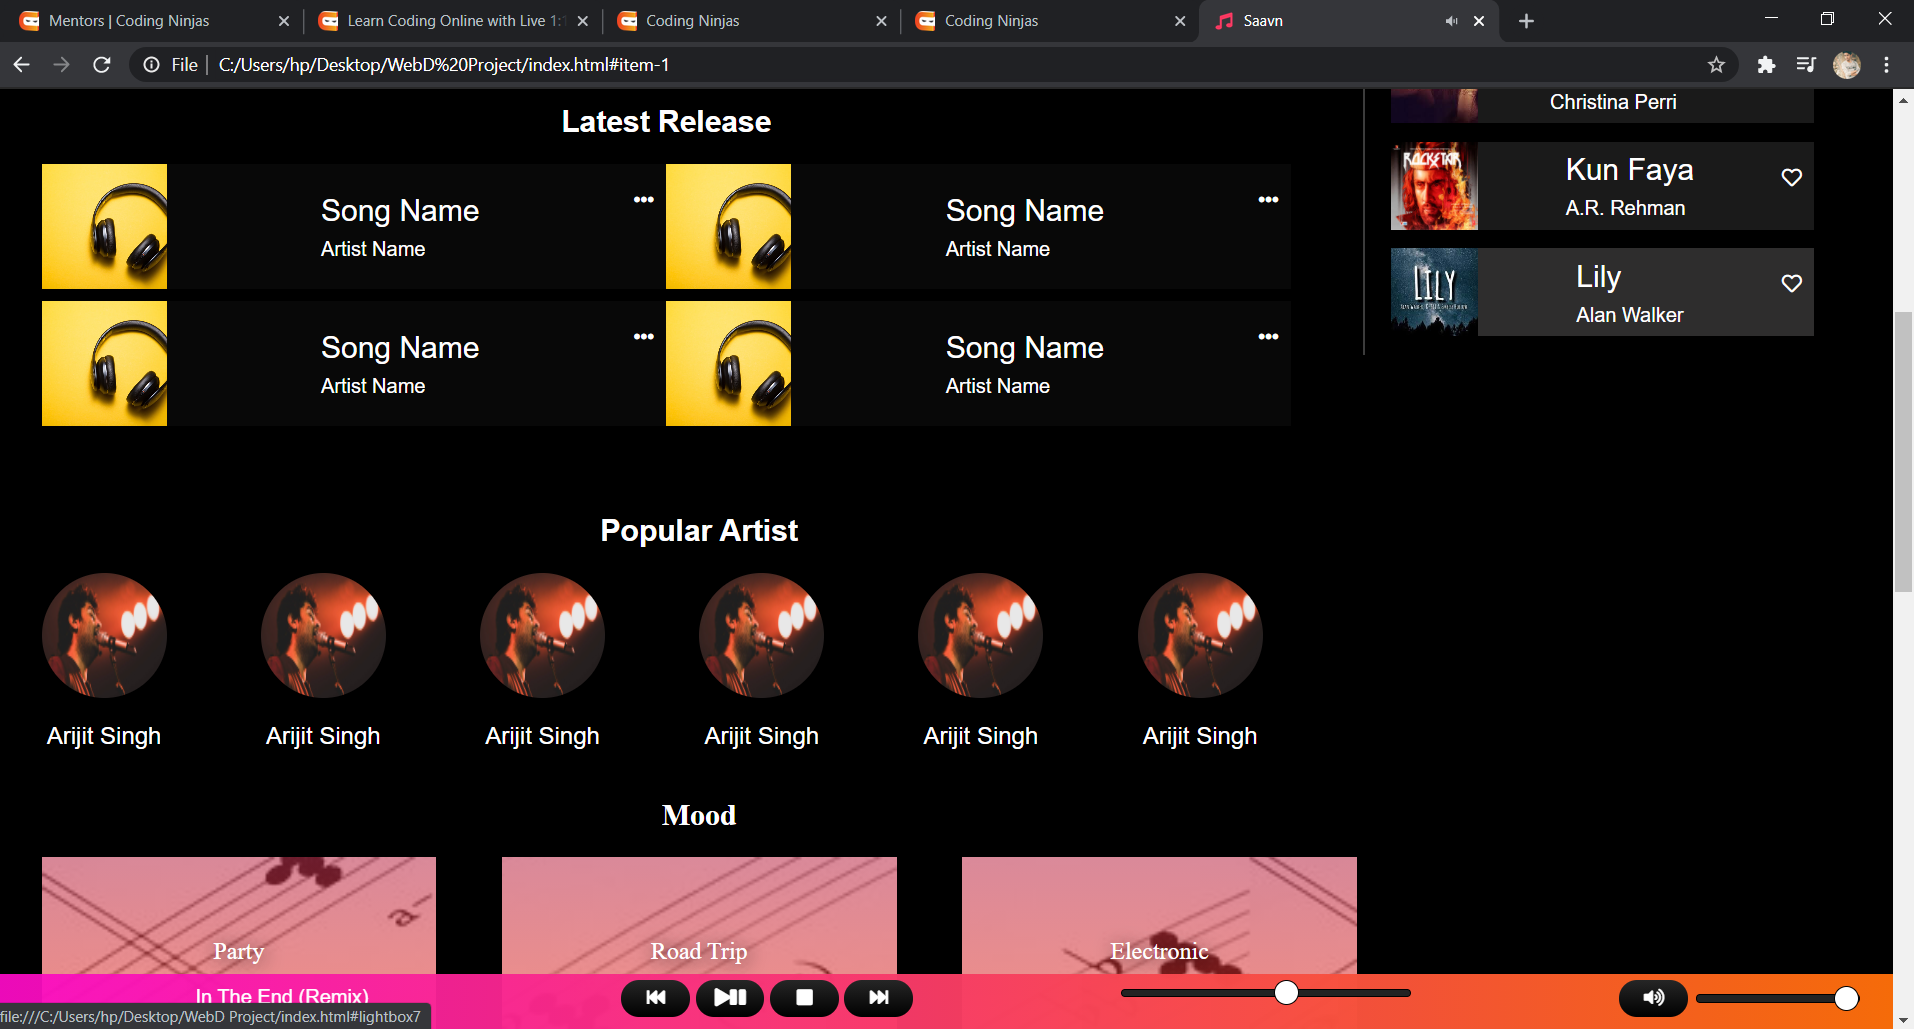 Mentors | Coding Ninjas
Learn Coding Online with Live 1:1
Coding Ninjas
Coding Ninjas
Saavn
File
C:/Users/hp/Desktop/WebD%20Project/index.html#item-1
Latest Release
Song Name
Artist Name
Song Name
Artist Name
Song Name
Artist Name
Song Name
Artist Name
Christina Perri
ROCKSTAR
Kun Faya
A.R. Rehman
LILY
Lily
Alan Walker
Popular Artist
Arijit Singh
Arijit Singh
Arijit Singh
Arijit Singh
Arijit Singh
Arijit Singh
Mood
Party
Road Trip
Electronic
In The End (Remix)
file:///C:/Users/hp/Desktop/WebD Project/index.html#lightbox7